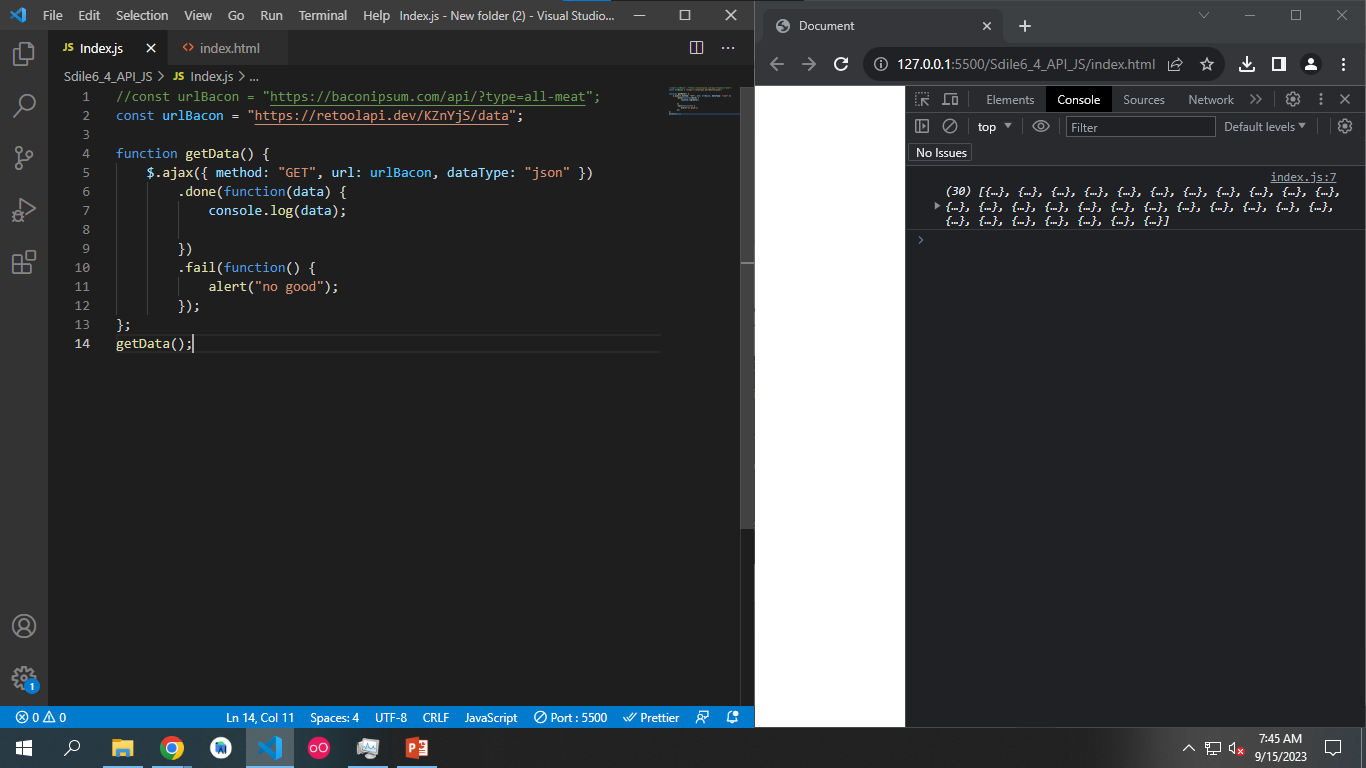 File Edit Selection View Go Run Terminal Help Index.js - New folder (2) - Visual Studio...
JS Index.js
<> index.html
Sdile6_4_API_JS > JS Index.js > ...
1 //const urlBacon = "https://baconipsum.com/api/?type=all-meat";
2 const urlBacon = "https://retoolapi.dev/KZnYjS/data";
3
4 function getData() {
5 $.ajax({ method: "GET", url: urlBacon, dataType: "json" })
6 .done(function(data) {
7 console.log(data);
8
9 })
10 .fail(function() {
11 alert("no good");
12 });
13 };
14 getData();
0 0 Ln 14, Col 11 Spaces: 4 UTF-8 CRLF JavaScript Port : 5500 Prettier
1
Document
127.0.0.1:5500/Sdile6_4_API_JS/index.html
Elements Console Sources Network
top Filter Default levels
No Issues
index.js:7
(30) [{…}, {…}, {…}, {…}, {…}, {…}, {…}, {…}, {…}, {…}, {…},
{…}, {…}, {…}, {…}, {…}, {…}, {…}, {…}, {…}, {…}, {…}, {…},
{…}, {…}, {…}, {…}, {…}, {…}, {…}]
7:45 AM
9/15/2023